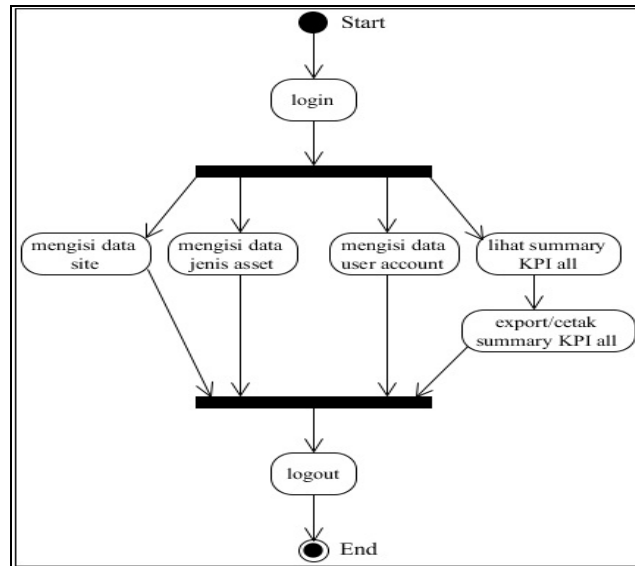 Start
login
mengisi data
site
mengisi data
jenis asset
mengisi data
user account
lihat summary
KPI all
export/cetak
summary KPI all
logout
End